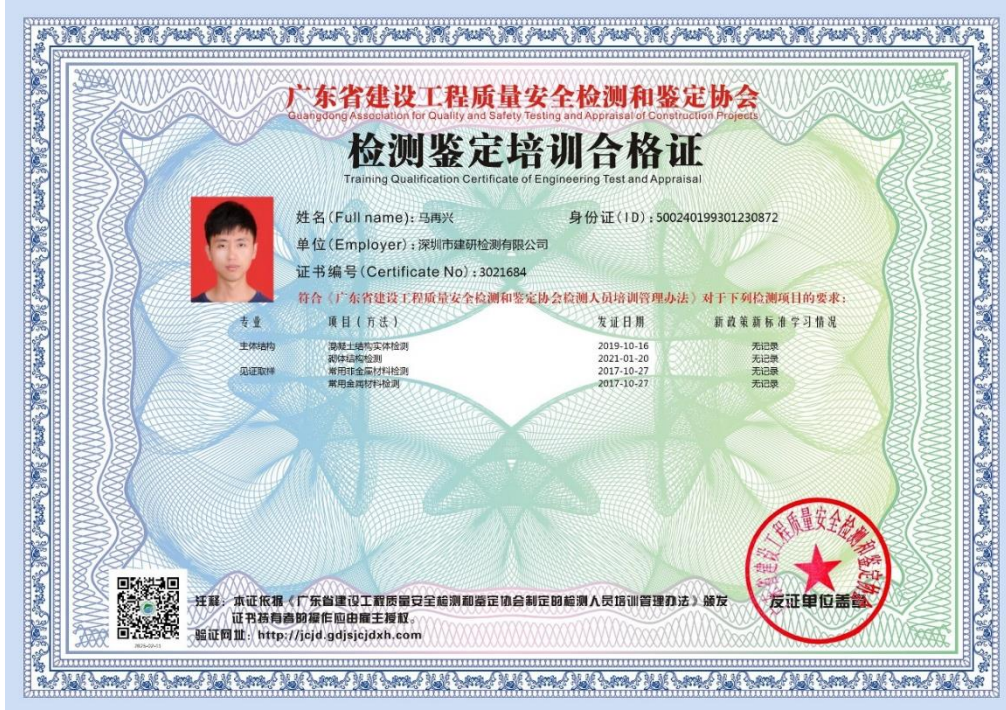 广东省建设工程质量安全检测和鉴定协会
Guangdong Association for Quality and Safety Testing and Appraisal of Construction Projects
检测鉴定培训合格证
Training Qualification Certificate of Engineering Test and Appraisal
姓名(Full name)：马再兴 身份证(ID)：500240199301230872
单位(Employer)：深圳市建研检测有限公司
证书编号(Certificate No)：3021684
符合《广东省建设工程质量安全检测和鉴定协会检测人员培训管理办法》对于下列检测项目的要求：
专业 项目(方法) 发证日期 新政策新标准学习情况
主体结构 混凝土结构实体检测 2019-10-16 无记录
砌体结构检测 2021-01-20 无记录
见证取样 常用非金属材料检测 2017-10-27 无记录
常用金属材料检测 2017-10-27 无记录
注释：本证依据《广东省建设工程质量安全检测和鉴定协会制定的检测人员培训管理办法》颁发
证书持有者的操作应由雇主授权。
验证网址：http://jcjd.gdjsjcjdxh.com
发证单位盖章